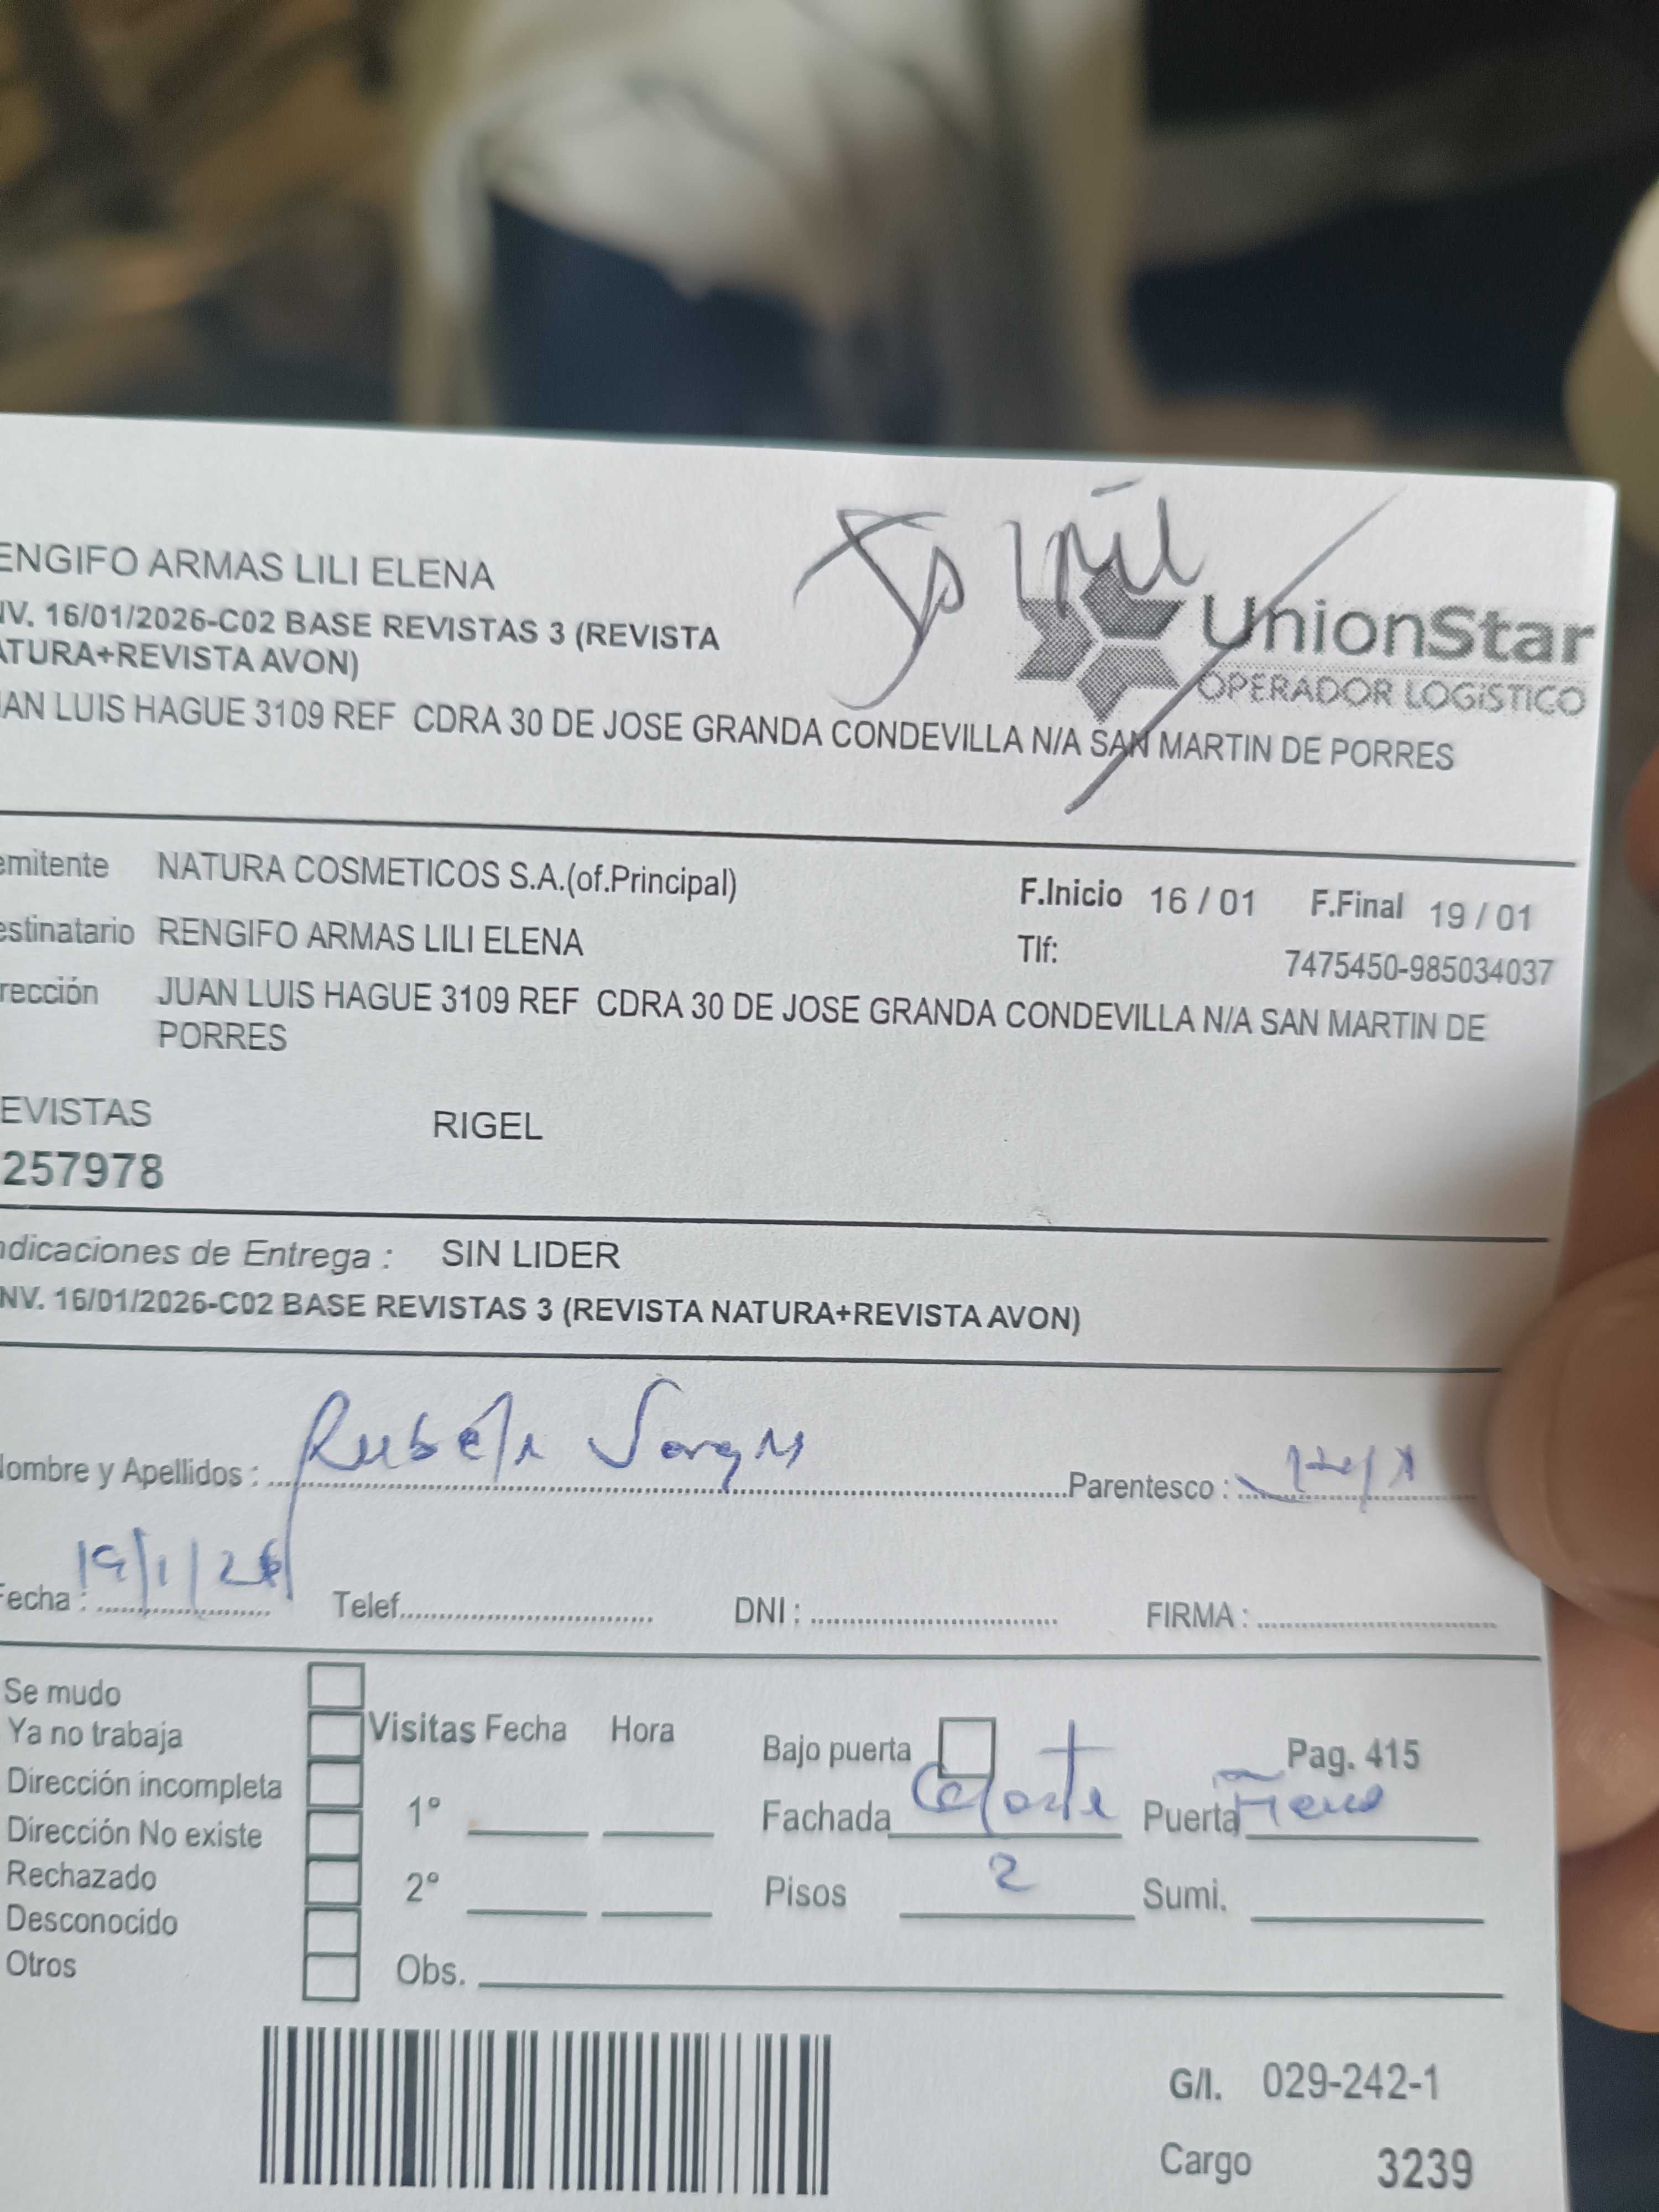 ENGIFO ARMAS LILI ELENA
NV. 16/01/2026-C02 BASE REVISTAS 3 (REVISTA
ATURA+REVISTA AVON)
UnionStar
OPERADOR LOGíSTICO
UAN LUIS HAGUE 3109 REF CDRA 30 DE JOSE GRANDA CONDEVILLA N/A SAN MARTIN DE PORRES
emitente NATURA COSMETICOS S.A.(of.Principal) F.Inicio 16 / 01 F.Final 19 / 01
estinatario RENGIFO ARMAS LILI ELENA Tlf: 7475450-985034037
rección JUAN LUIS HAGUE 3109 REF CDRA 30 DE JOSE GRANDA CONDEVILLA N/A SAN MARTIN DE
PORRES
EVISTAS RIGEL
257978
ndicaciones de Entrega : SIN LIDER
NV. 16/01/2026-C02 BASE REVISTAS 3 (REVISTA NATURA+REVISTA AVON)
Nombre y Apellidos : Parentesco :
Fecha : 19/1/26 Telef. DNI : FIRMA :
Se mudo
Ya no trabaja Visitas Fecha Hora Bajo puerta Pag. 415
Dirección incompleta 1° Fachada Celeste Puerta
Dirección No existe
Rechazado 2° Pisos 2 Sumi.
Desconocido
Otros Obs.
G/I. 029-242-1
Cargo 3239